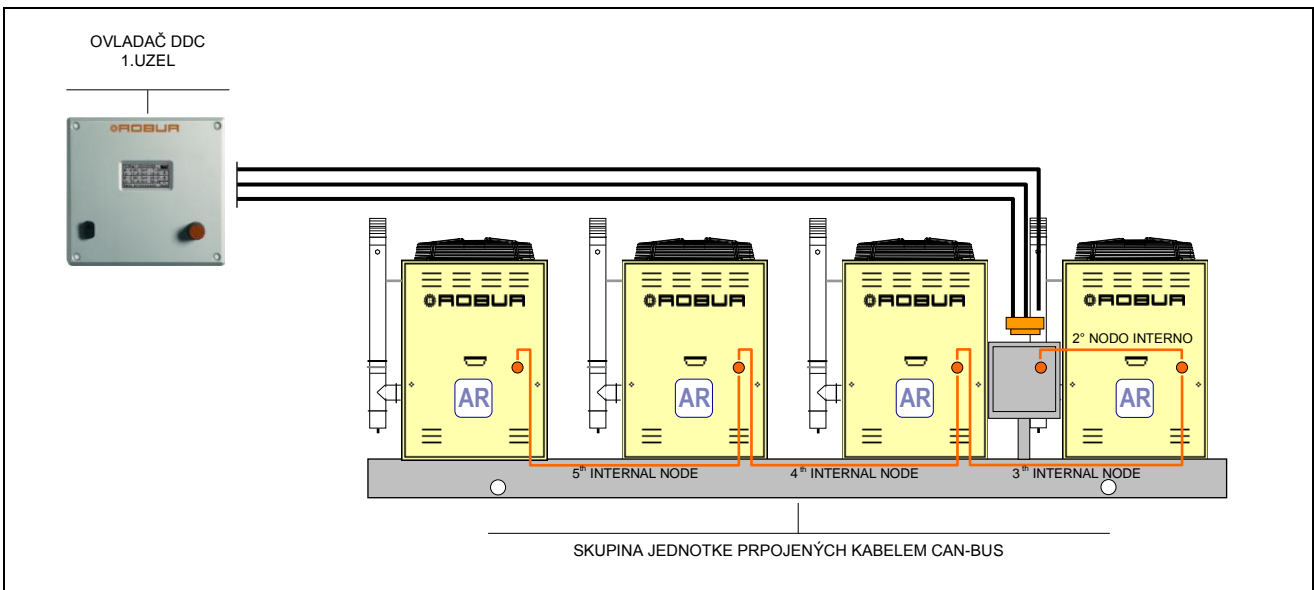 OVLADAČ DDC
1.UZEL
ROBUR
ROBUR
ROBUR
ROBUR
ROBUR
2° NODO INTERNO
AR
AR
AR
AR
5th INTERNAL NODE
4th INTERNAL NODE
3th INTERNAL NODE
SKUPINA JEDNOTKE PRPOJENÝCH KABELEM CAN-BUS